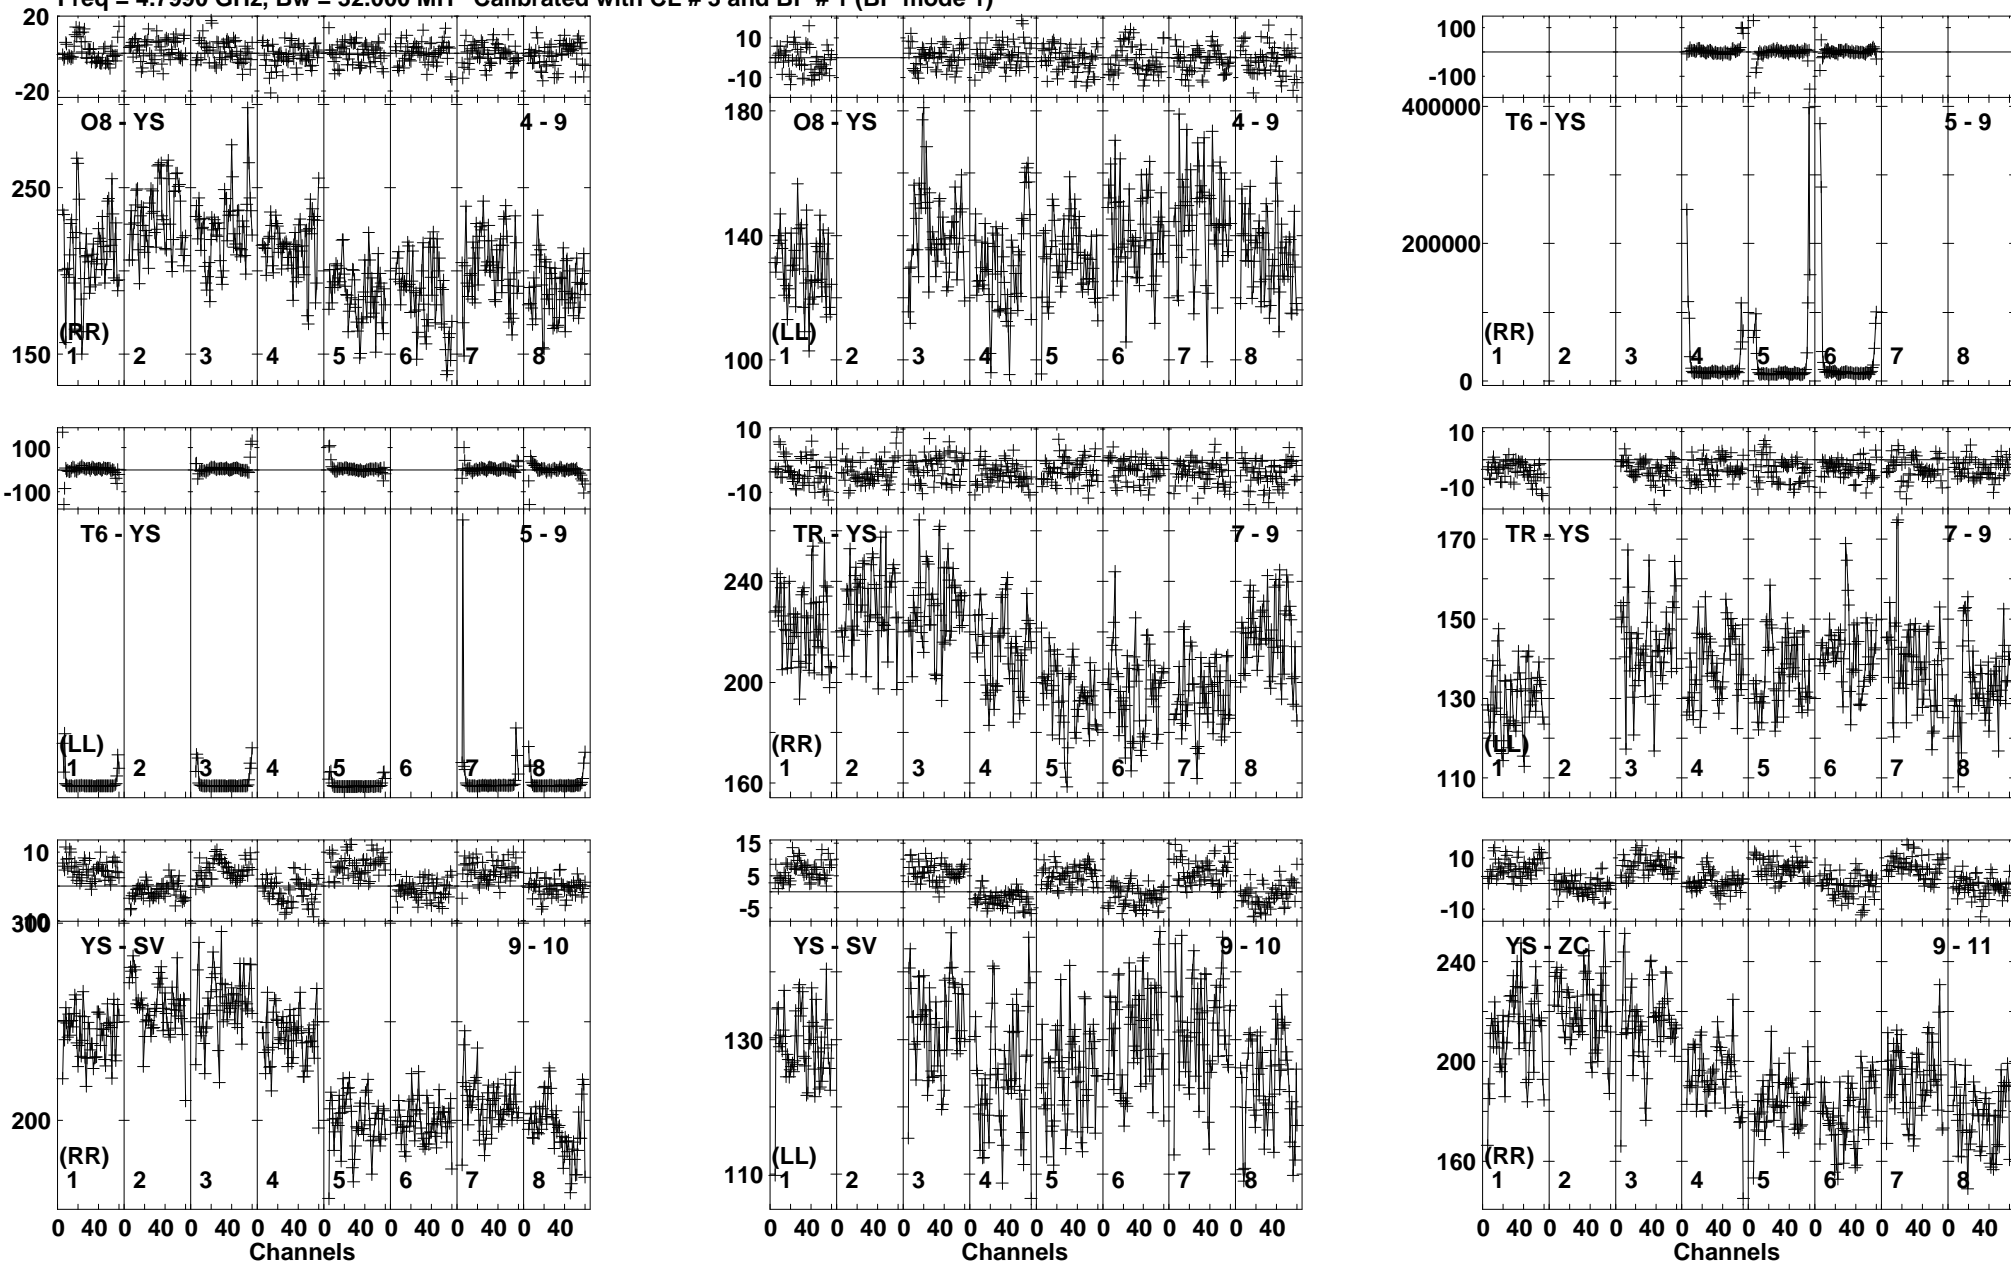 Freq = 4.7990 GHz, Bw = 32.000 MH Calibrated with CL # 3 and BP # 1 (BP mode 1)
20
-20
O8 - YS 4 - 9
250
150
(RR)
1 2 3 4 5 6 7 8
10
-10
180
O8 - YS 4 - 9
140
100
(LL)
1 2 3 4 5 6 7 8
100
-100
400000
T6 - YS 5 - 9
200000
0
(RR)
1 2 3 4 5 6 7 8
100
-100
T6 - YS 5 - 9
(LL)
1 2 3 4 5 6 7 8
10
-10
TR - YS 7 - 9
240
200
160
(RR)
1 2 3 4 5 6 7 8
10
-10
170
TR - YS 7 - 9
150
130
110
(LL)
1 2 3 4 5 6 7 8
10
300
YS - SV 9 - 10
200
(RR)
1 2 3 4 5 6 7 8
0 40 0 40 0 40 0 40 0 40 0 40 0 40 0 40
Channels
15
5
-5
YS - SV 9 - 10
130
110
(LL)
1 2 3 4 5 6 7 8
0 40 0 40 0 40 0 40 0 40 0 40 0 40 0 40
Channels
10
-10
YS - ZC 9 - 11
240
200
160
(RR)
1 2 3 4 5 6 7 8
0 40 0 40 0 40 0 40 0 40 0 40 0 40 0 40
Channels